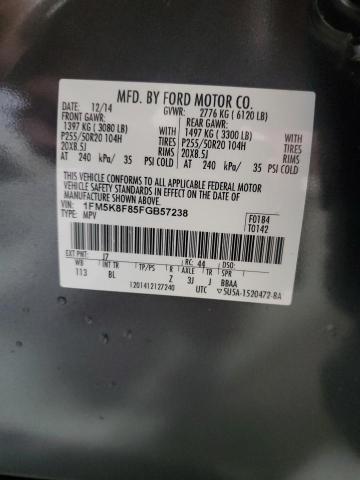 MFD. BY FORD MOTOR CO.
DATE: 12/14 GVWR: 2776 KG ( 6120 LB)
FRONT GAWR: REAR GAWR:
1397 KG ( 3080 LB) 1497 KG ( 3300 LB)
P255/50R20 104H TIRES P255/50R20 104H
20X8.5J RIMS 20X8.5J
AT 240 kPa/ 35 PSI COLD AT 240 kPa/ 35 PSI COLD
THIS VEHICLE CONFORMS TO ALL APPLICABLE FEDERAL MOTOR
VEHICLE SAFETY STANDARDS IN EFFECT ON THE DATE OF
MANUFACTURE SHOWN ABOVE.
VIN: 1FM5K8F85FGB57238 F0184
TYPE: MPV T0142
EXT PNT: J7 RC: 44 DSO:
WB INT TR TP/PS R AXLE TR SPR
113 BL Z 3J J BBAA
1201412127240 UTC ▽5U5A-1520472-BA